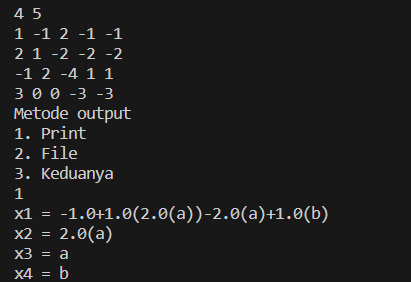 4 5
1 -1 2 -1 -1
2 1 -2 -2 -2
-1 2 -4 1 1
3 0 0 -3 -3
Metode output
1. Print
2. File
3. Keduanya
1
x1 = -1.0+1.0(2.0(a))-2.0(a)+1.0(b)
x2 = 2.0(a)
x3 = a
x4 = b